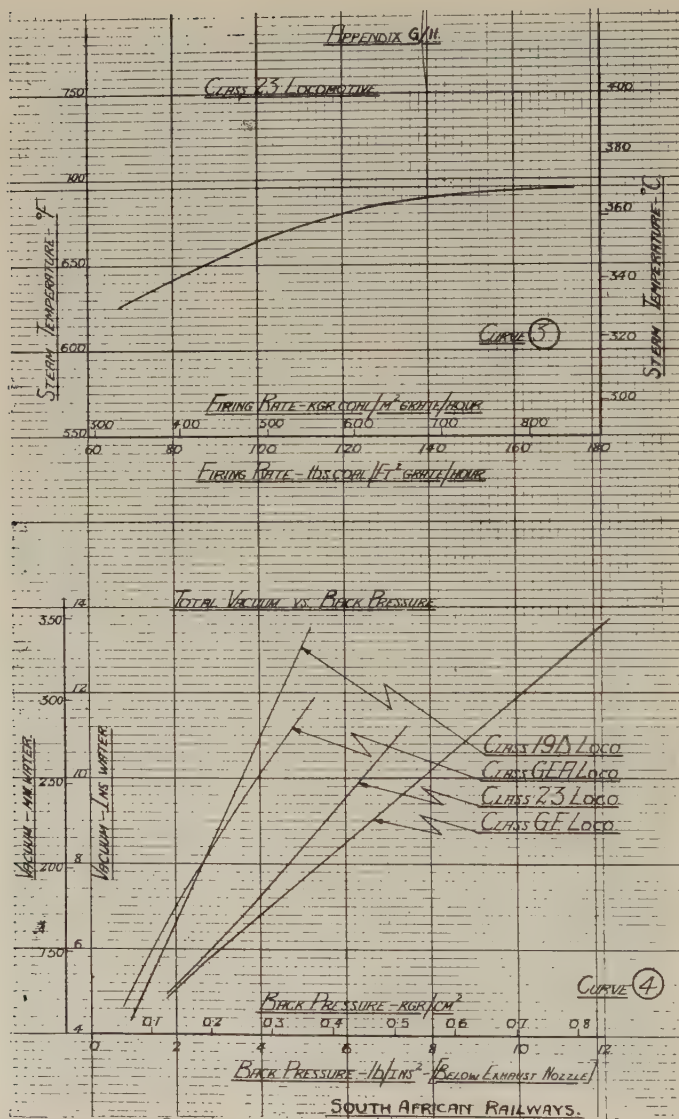 APPENDIX G/11.
CLASS 23 LOCOMOTIVE
750
700
650
600
550
STEAM TEMPERATURE-°F
400
380
360
340
320
300
STEAM TEMPERATURE-°C
CURVE 3
FIRING RATE-KGR COAL/M² GRATE/HOUR
300 400 500 600 700 800
60 80 100 120 140 160 180
FIRING RATE-LBS COAL/FT² GRATE/HOUR
TOTAL VACUUM VS. BACK PRESSURE
350
300
250
200
150
VACUUM-MM WATER.
14
12
10
8
6
4
VACUUM-INS WATER.
CLASS 19D LOCO
CLASS GEA LOCO
CLASS 23 LOCO
CLASS GF LOCO
CURVE 4
BACK PRESSURE-KGR/CM²
0.1 0.2 0.3 0.4 0.5 0.6 0.7 0.8
0 2 4 6 8 10 12
BACK PRESSURE-lb/INS²-(BELOW EXHAUST NOZZLE)
SOUTH AFRICAN RAILWAYS.